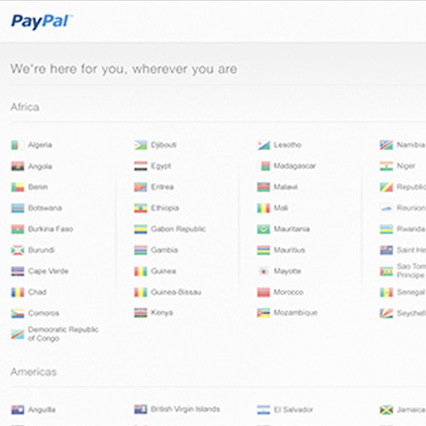 PayPal
We're here for you, wherever you are
Africa
Algeria Djibouti Lesotho Namibia
Angola Egypt Madagascar Niger
Benin Eritrea Malawi Republic
Botswana Ethiopia Mali Reunion
Burkina Faso Gabon Republic Mauritania Rwanda
Burundi Gambia Mauritius Saint He
Cape Verde Guinea Mayotte Sao Tom
Principe
Chad Guinea-Bissau Morocco Senegal
Comoros Kenya Mozambique Seychell
Democratic Republic
of Congo
Americas
Anguilla British Virgin Islands El Salvador Jamaica